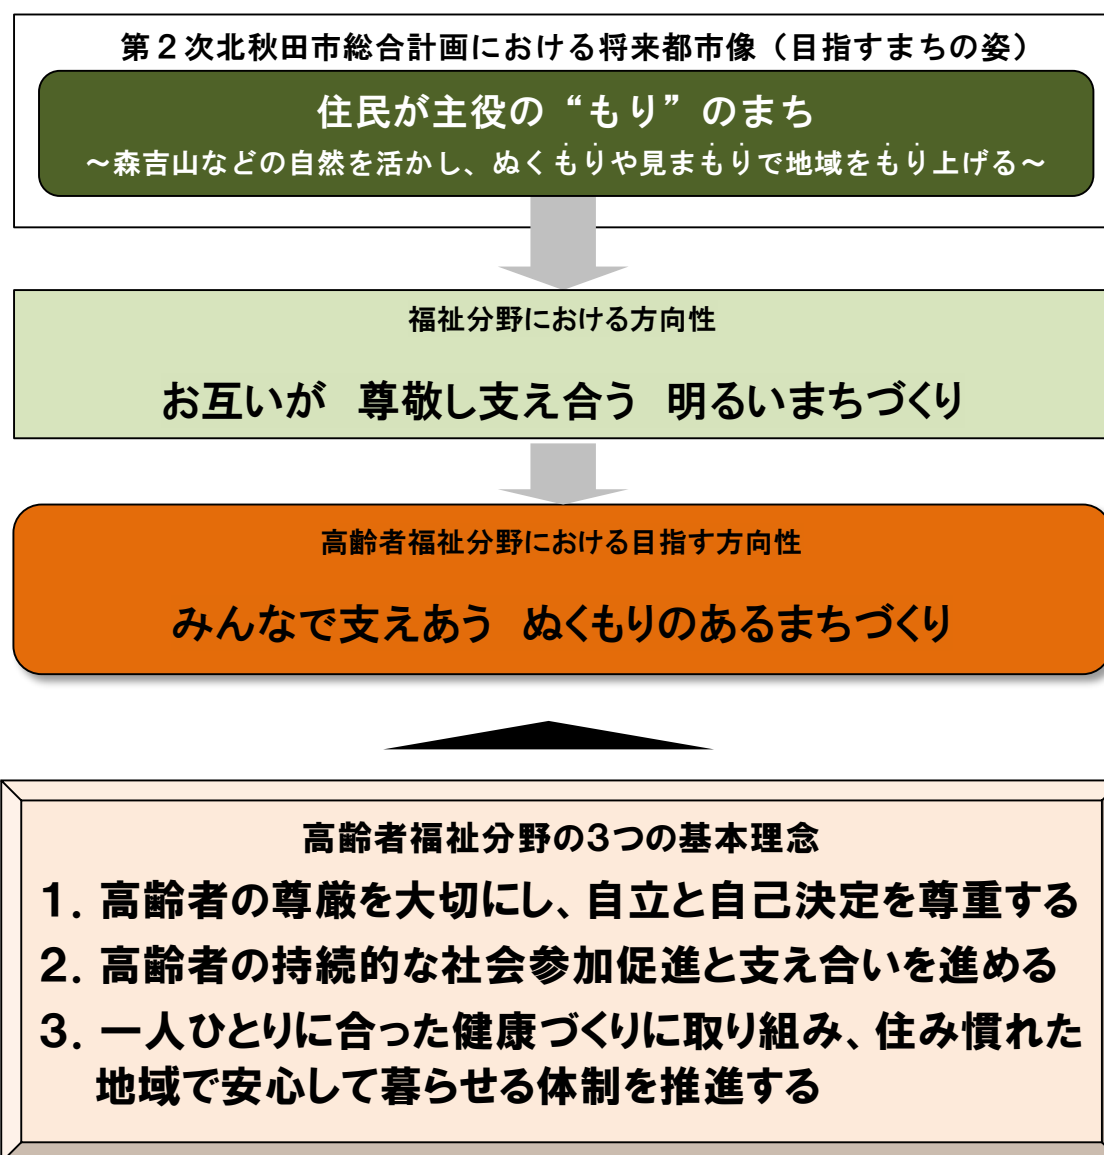 第２次北秋田市総合計画における将来都市像（目指すまちの姿）
住民が主役の“もり”のまち
～森吉山などの自然を活かし、ぬくもりや見まもりで地域をもり上げる～
福祉分野における方向性
お互いが　尊敬し支え合う　明るいまちづくり
高齢者福祉分野における目指す方向性
みんなで支えあう　ぬくもりのあるまちづくり
高齢者福祉分野の３つの基本理念
１．高齢者の尊厳を大切にし、自立と自己決定を尊重する
２．高齢者の持続的な社会参加促進と支え合いを進める
３．一人ひとりに合った健康づくりに取り組み、住み慣れた
地域で安心して暮らせる体制を推進する